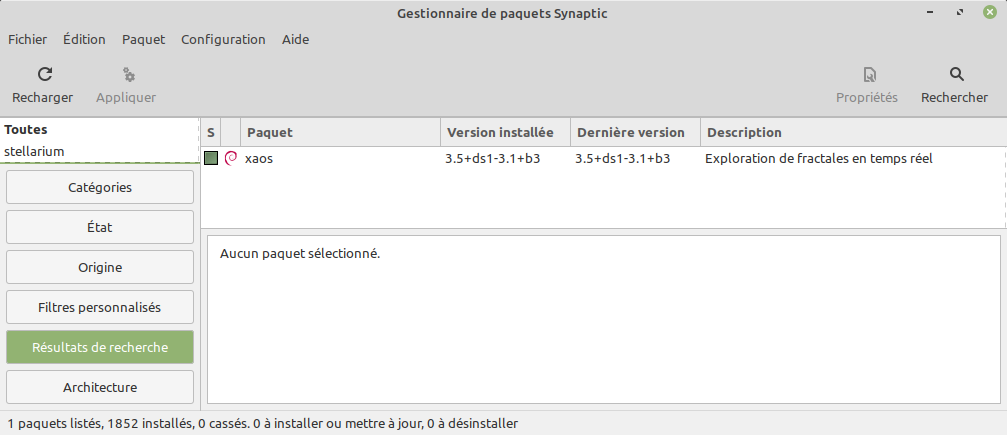 Gestionnaire de paquets Synaptic
Fichier Édition Paquet Configuration Aide
Recharger Appliquer Propriétés Rechercher
Toutes
stellarium
Catégories
État
Origine
Filtres personnalisés
Résultats de recherche
Architecture
S Paquet Version installée Dernière version Description
xaos 3.5+ds1-3.1+b3 3.5+ds1-3.1+b3 Exploration de fractales en temps réel
Aucun paquet sélectionné.
1 paquets listés, 1852 installés, 0 cassés. 0 à installer ou mettre à jour, 0 à désinstaller